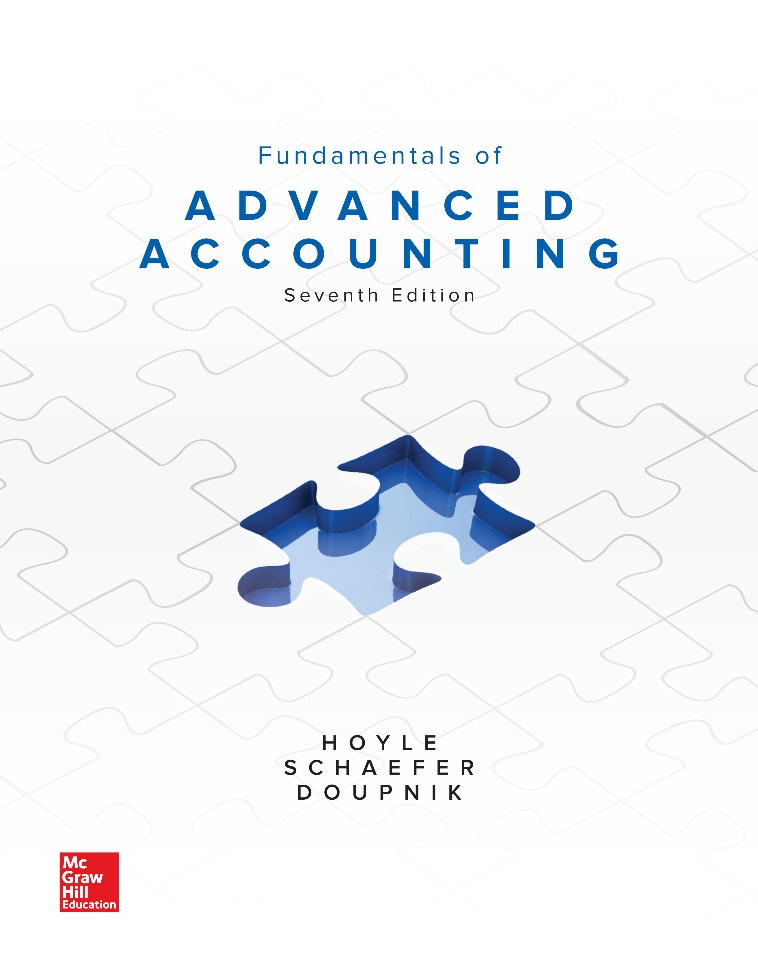 Fundamentals of
ADVANCED
ACCOUNTING
Seventh Edition
HOYLE
SCHAEFER
DOUPNIK
Mc
Graw
Hill
Education